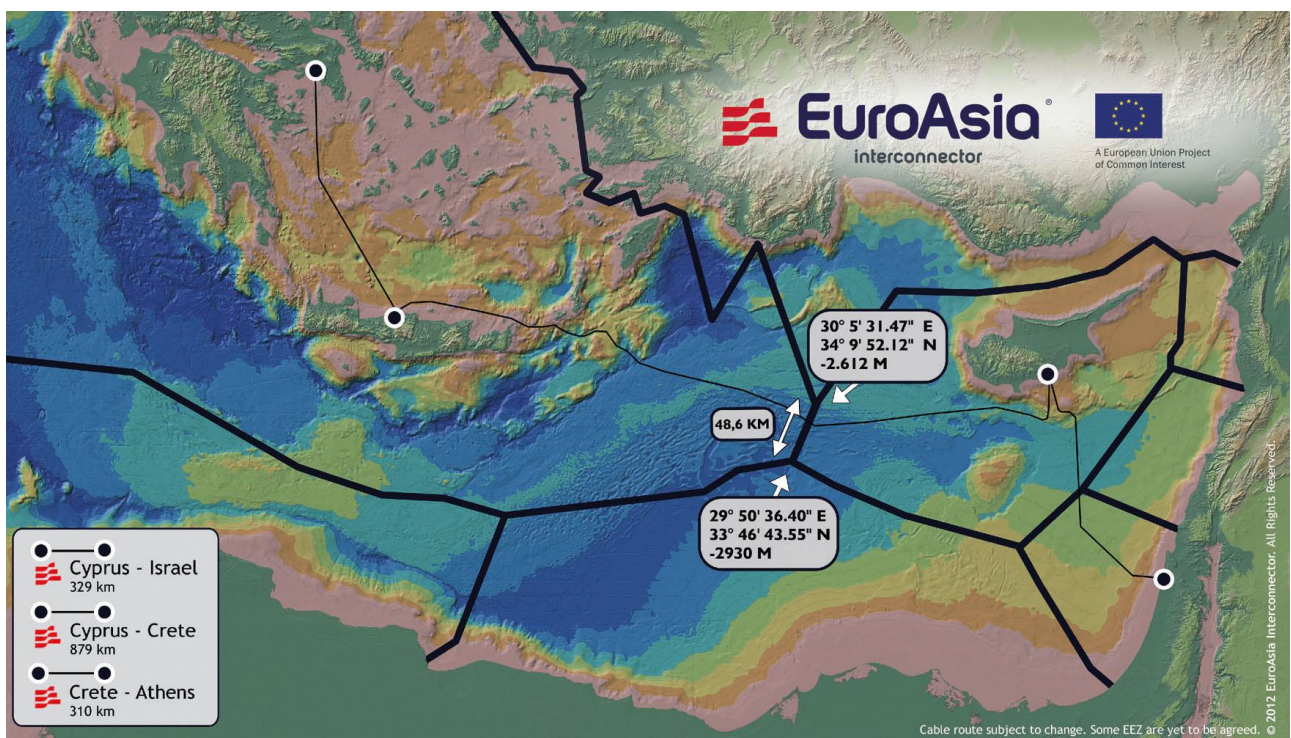 EuroAsia®
interconnector
A European Union Project
of Common Interest
30° 5' 31.47" E
34° 9' 52.12" N
-2.612 M
48,6 KM
29° 50' 36.40" E
33° 46' 43.55" N
-2930 M
Cyprus - Israel
329 km
Cyprus - Crete
879 km
Crete - Athens
310 km
Cable route subject to change. Some EEZ are yet to be agreed.
© 2012 EuroAsia Interconnector. All Rights Reserved.